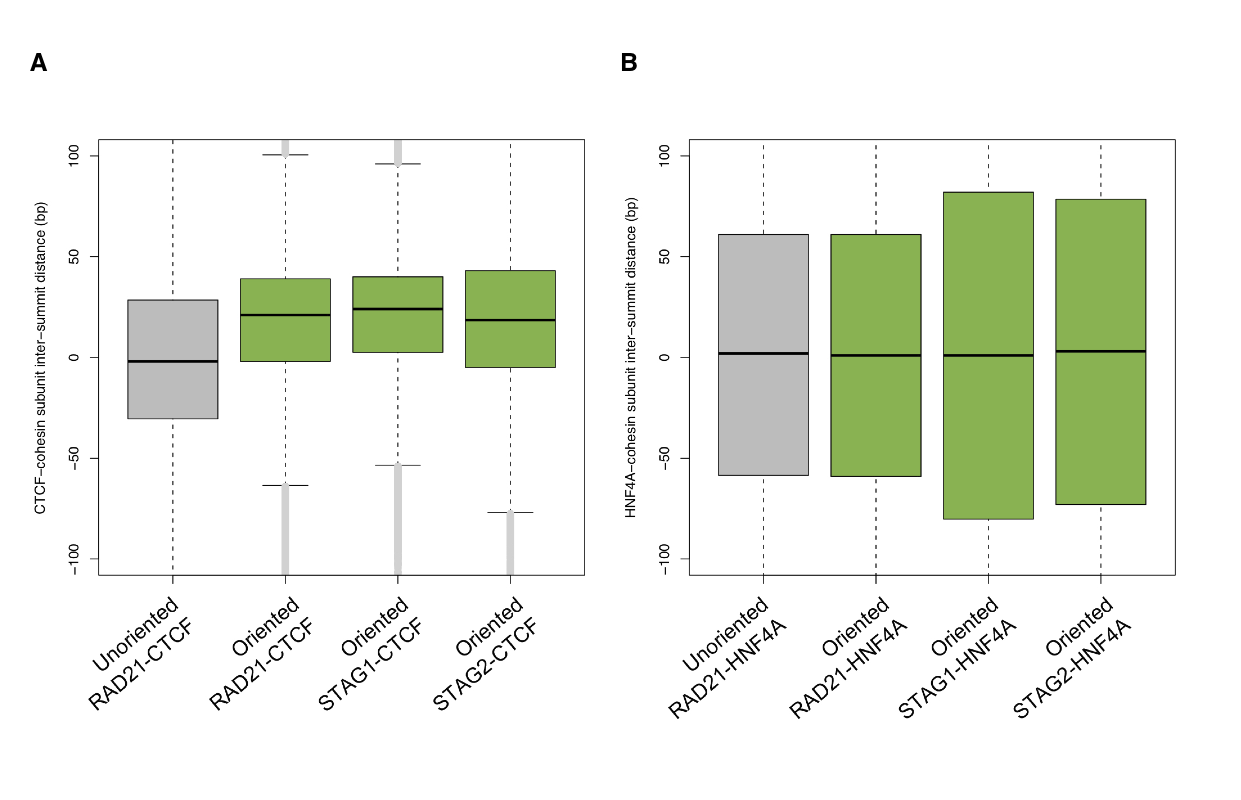 A
B
CTCF−cohesin subunit inter−summit distance (bp)
100
50
0
−50
−100
Unoriented
RAD21-CTCF
Oriented
RAD21-CTCF
Oriented
STAG1-CTCF
Oriented
STAG2-CTCF
HNF4A−cohesin subunit inter−summit distance (bp)
100
50
0
−50
−100
Unoriented
RAD21-HNF4A
Oriented
RAD21-HNF4A
Oriented
STAG1-HNF4A
Oriented
STAG2-HNF4A